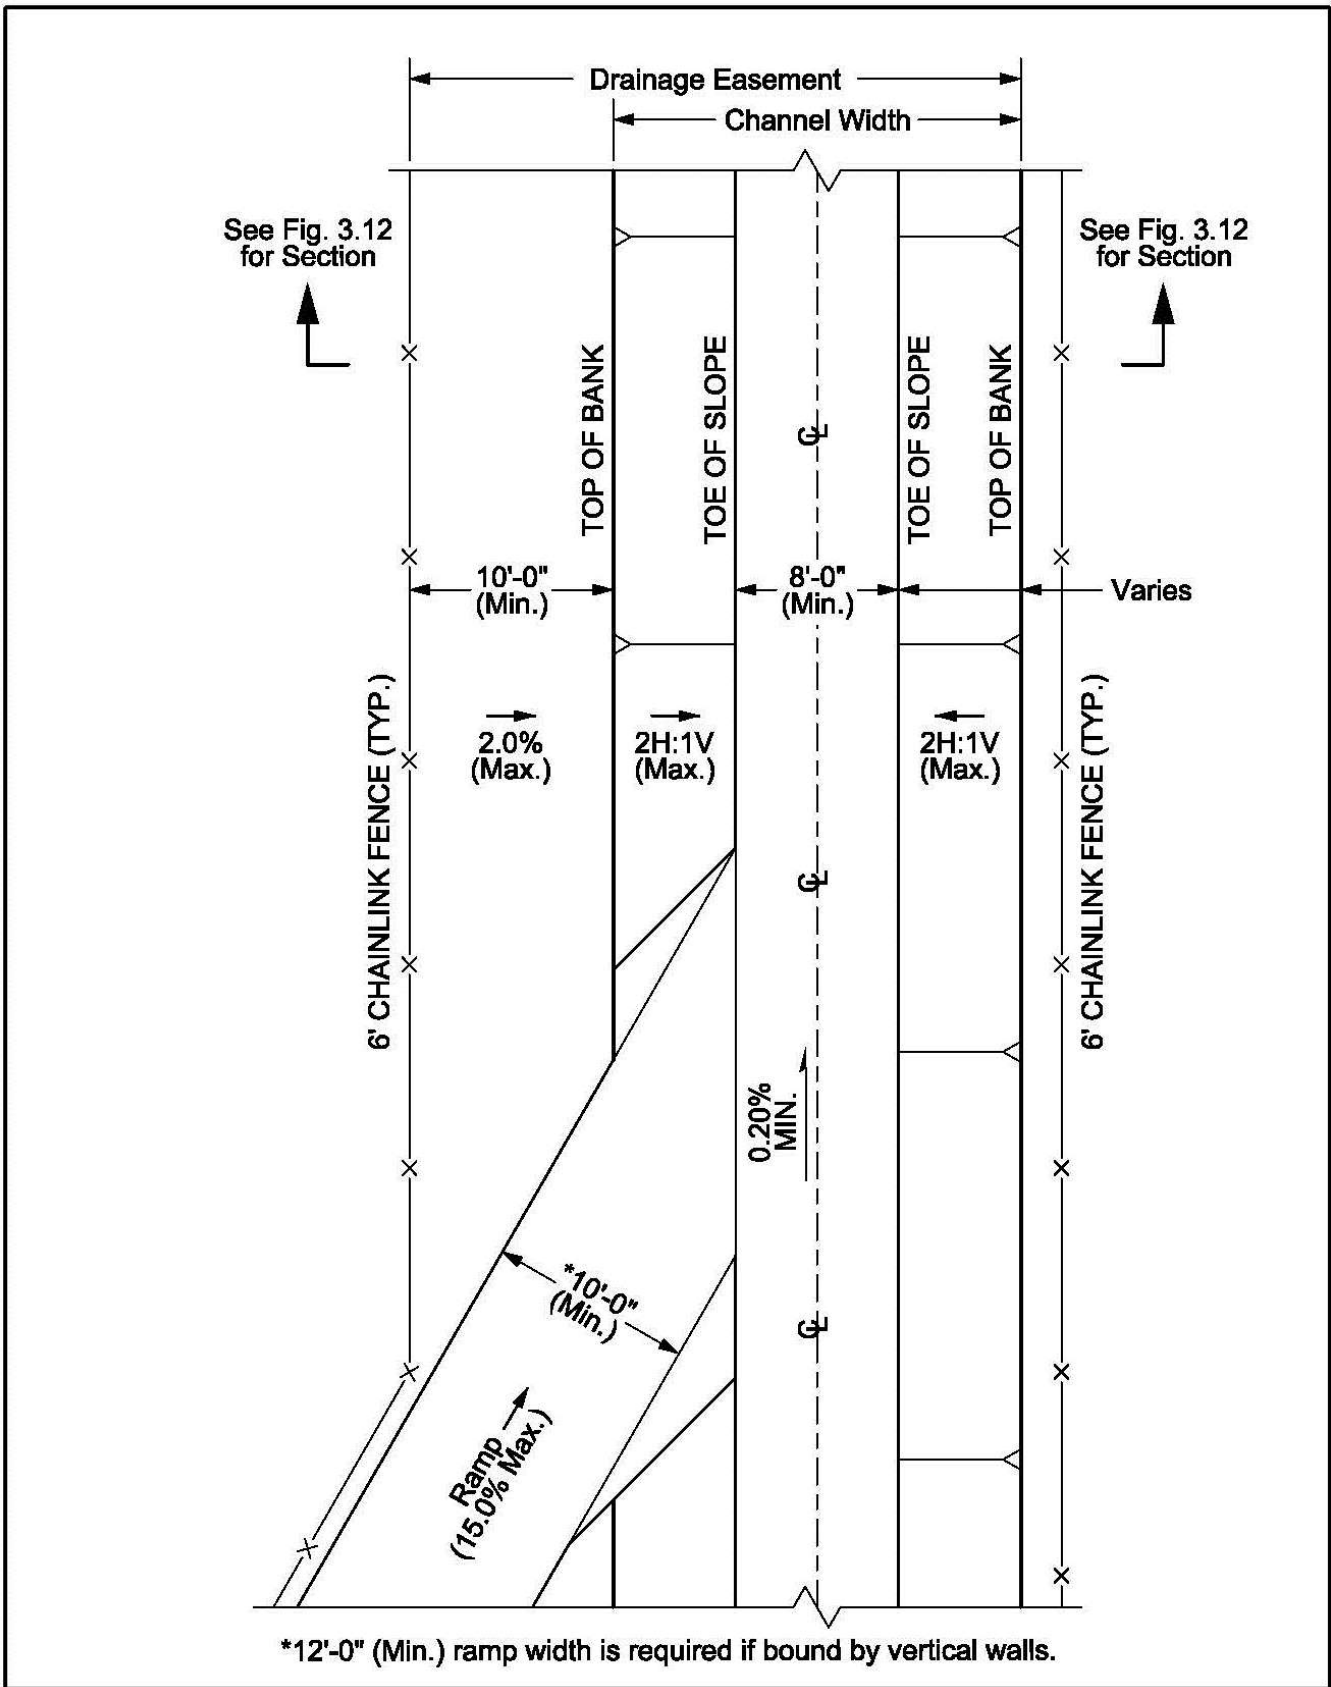 Drainage Easement
Channel Width
See Fig. 3.12
for Section
See Fig. 3.12
for Section
TOP OF BANK
TOE OF SLOPE
TOE OF SLOPE
TOP OF BANK
℄
10'-0"
(Min.)
8'-0"
(Min.)
Varies
6' CHAINLINK FENCE (TYP.)
2.0%
(Max.)
2H:1V
(Max.)
2H:1V
(Max.)
6' CHAINLINK FENCE (TYP.)
℄
0.20%
MIN.
*10'-0"
(Min.)
℄
Ramp
(15.0% Max.)
*12'-0" (Min.) ramp width is required if bound by vertical walls.